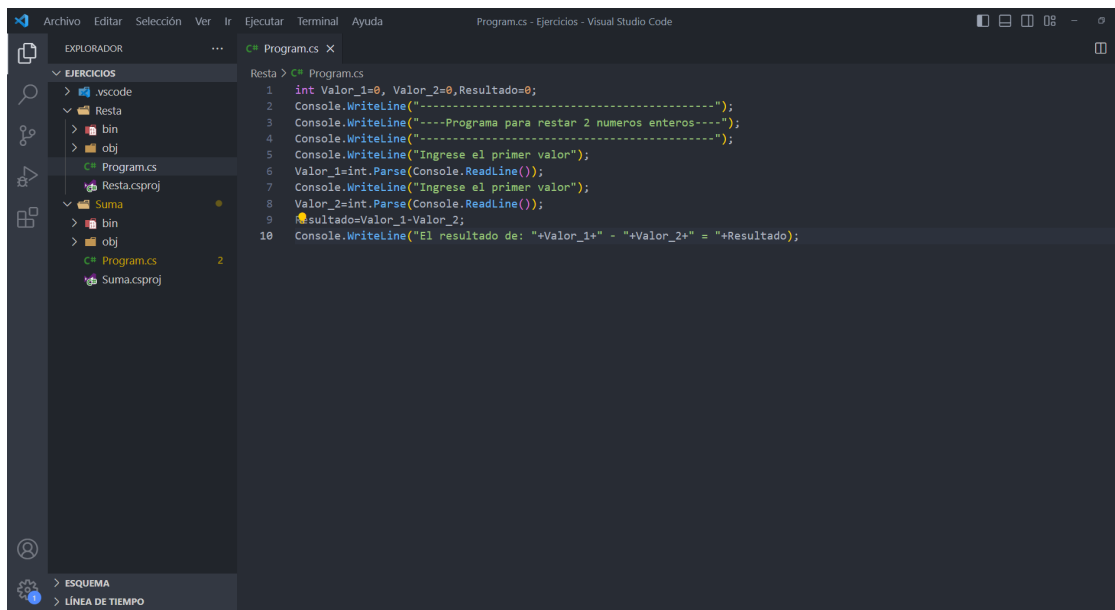 Archivo Editar Selección Ver Ir Ejecutar Terminal Ayuda Program.cs - Ejercicios - Visual Studio Code
EXPLORADOR ...
EJERCICIOS
.vscode
Resta
bin
obj
C# Program.cs
Resta.csproj
Suma
bin
obj
C# Program.cs 2
Suma.csproj
ESQUEMA
LÍNEA DE TIEMPO
1
C# Program.cs
Resta > C# Program.cs
1 int Valor_1=0, Valor_2=0,Resultado=0;
2 Console.WriteLine("---------------------------------------------");
3 Console.WriteLine("----Programa para restar 2 numeros enteros----");
4 Console.WriteLine("---------------------------------------------");
5 Console.WriteLine("Ingrese el primer valor");
6 Valor_1=int.Parse(Console.ReadLine());
7 Console.WriteLine("Ingrese el primer valor");
8 Valor_2=int.Parse(Console.ReadLine());
9 Resultado=Valor_1-Valor_2;
10 Console.WriteLine("El resultado de: "+Valor_1+" - "+Valor_2+" = "+Resultado);